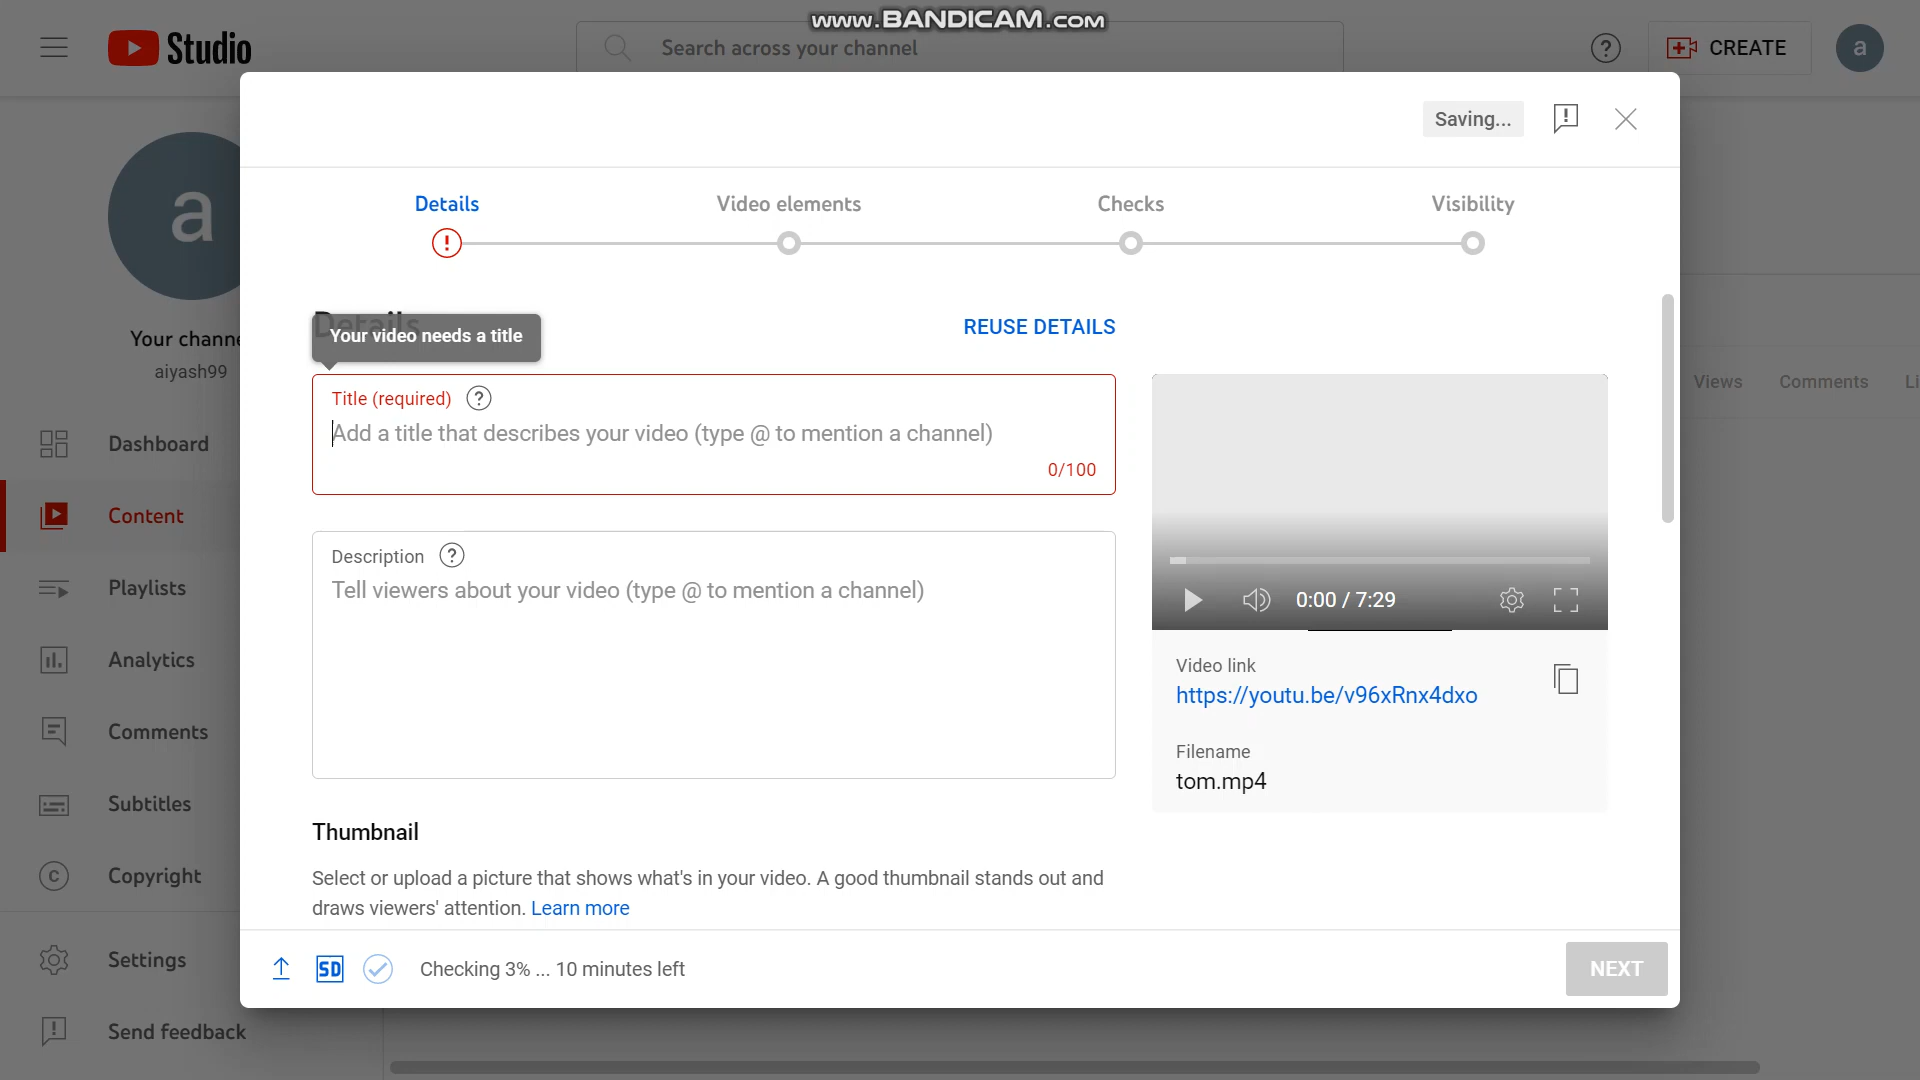 www.BANDICAM.com
Studio
Search across your channel
CREATE
a
Saving...
a
Details
Video elements
Checks
Visibility
Details
REUSE DETAILS
Your video needs a title
Your channe
aiyash99
Title (required)
Add a title that describes your video (type @ to mention a channel)
0/100
Views
Comments
Li
Dashboard
Content
Playlists
Analytics
Comments
Subtitles
Copyright
Settings
Send feedback
Description
Tell viewers about your video (type @ to mention a channel)
0:00 / 7:29
Video link
https://youtu.be/v96xRnx4dxo
Filename
tom.mp4
Thumbnail
Select or upload a picture that shows what's in your video. A good thumbnail stands out and
draws viewers' attention. Learn more
SD
Checking 3% ... 10 minutes left
NEXT